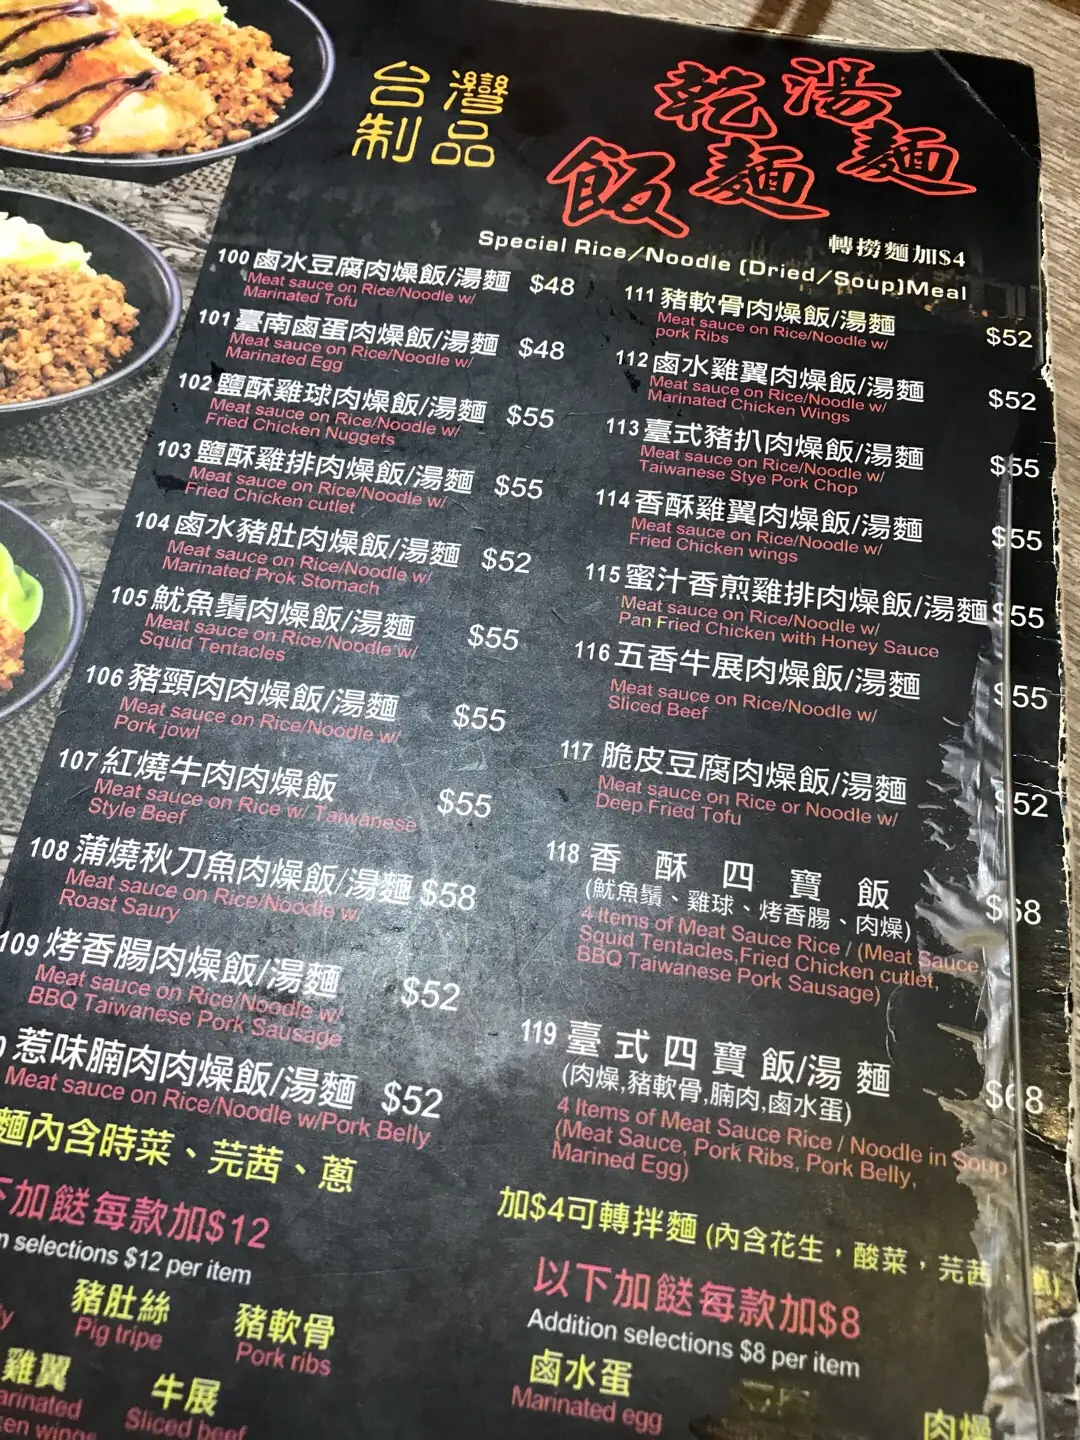 台灣
制品
乾湯麵
飯麵
轉撈麵加$4
Special Rice/Noodle (Dried/Soup)Meal
100 鹵水豆腐肉燥飯/湯麵 $48
Meat sauce on Rice/Noodle w/
Marinated Tofu
101 臺南鹵蛋肉燥飯/湯麵 $48
Meat sauce on Rice/Noodle w/
Marinated Egg
102 鹽酥雞球肉燥飯/湯麵 $55
Meat sauce on Rice/Noodle w/
Fried Chicken Nuggets
103 鹽酥雞排肉燥飯/湯麵 $55
Meat sauce on Rice/Noodle w/
Fried Chicken cutlet
104 鹵水豬肚肉燥飯/湯麵 $52
Meat sauce on Rice/Noodle w/
Marinated Prok Stomach
105 魷魚鬚肉燥飯/湯麵 $55
Meat sauce on Rice/Noodle w/
Squid Tentacles
106 豬頸肉肉燥飯/湯麵 $55
Meat sauce on Rice/Noodle w/
Pork jowl
107 紅燒牛肉肉燥飯 $55
Meat sauce on Rice w/ Taiwanese
Style Beef
108 蒲燒秋刀魚肉燥飯/湯麵 $58
Meat sauce on Rice/Noodle w/
Roast Saury
109 烤香腸肉燥飯/湯麵 $52
Meat sauce on Rice/Noodle w/
BBQ Taiwanese Pork Sausage
0 惹味腩肉肉燥飯/湯麵 $52
Meat sauce on Rice/Noodle w/Pork Belly
麵內含時菜、芫茜、蔥
下加餸每款加$12
n selections $12 per item
豬肚絲
Pig tripe
豬軟骨
Pork ribs
雞翼
arinated
ken wings
牛展
Sliced beef
111 豬軟骨肉燥飯/湯麵 $52
Meat sauce on Rice/Noodle w/
pork Ribs
112 鹵水雞翼肉燥飯/湯麵 $52
Meat sauce on Rice/Noodle w/
Marinated Chicken Wings
113 臺式豬扒肉燥飯/湯麵 $55
Meat sauce on Rice/Noodle w/
Taiwanese Stye Pork Chop
114 香酥雞翼肉燥飯/湯麵 $55
Meat sauce on Rice/Noodle w/
Fried Chicken wings
115 蜜汁香煎雞排肉燥飯/湯麵 $55
Meat sauce on Rice/Noodle w/
Pan Fried Chicken with Honey Sauce
116 五香牛展肉燥飯/湯麵 $55
Meat sauce on Rice/Noodle w/
Sliced Beef
117 脆皮豆腐肉燥飯/湯麵 $52
Meat sauce on Rice or Noodle w/
Deep Fried Tofu
118 香酥四寶飯 $68
(魷魚鬚、雞球、烤香腸、肉燥)
4 Items of Meat Sauce Rice / (Meat Sauce,
Squid Tentacles,Fried Chicken cutlet,
BBQ Taiwanese Pork Sausage)
119 臺式四寶飯/湯麵 $68
(肉燥,豬軟骨,腩肉,鹵水蛋)
4 Items of Meat Sauce Rice / Noodle in Soup
(Meat Sauce, Pork Ribs, Pork Belly,
Marined Egg)
加$4可轉拌麵 (內含花生，酸菜，芫茜，蔥)
以下加餸每款加$8
Addition selections $8 per item
鹵水蛋
Marinated egg
肉燥